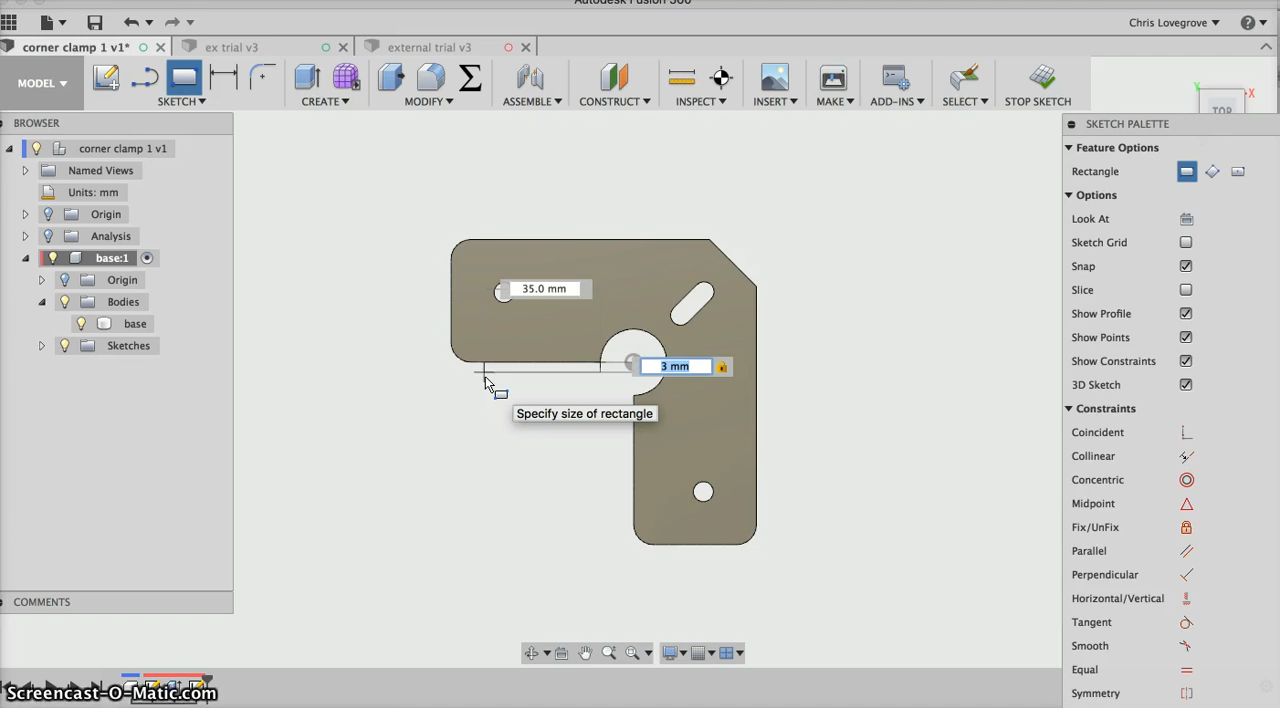 Autodesk Fusion 360
Chris Lovegrove
corner clamp 1 v1*
ex trial v3
external trial v3
MODEL
SKETCH
CREATE
MODIFY
ASSEMBLE
CONSTRUCT
INSPECT
INSERT
MAKE
ADD-INS
SELECT
STOP SKETCH
TOP
X
Y
BROWSER
corner clamp 1 v1
Named Views
Units: mm
Origin
Analysis
base:1
Origin
Bodies
base
Sketches
COMMENTS
35.0 mm
3 mm
Specify size of rectangle
SKETCH PALETTE
Feature Options
Rectangle
Options
Look At
Sketch Grid
Snap
Slice
Show Profile
Show Points
Show Constraints
3D Sketch
Constraints
Coincident
Collinear
Concentric
Midpoint
Fix/UnFix
Parallel
Perpendicular
Horizontal/Vertical
Tangent
Smooth
Equal
Symmetry
Screencast-O-Matic.com